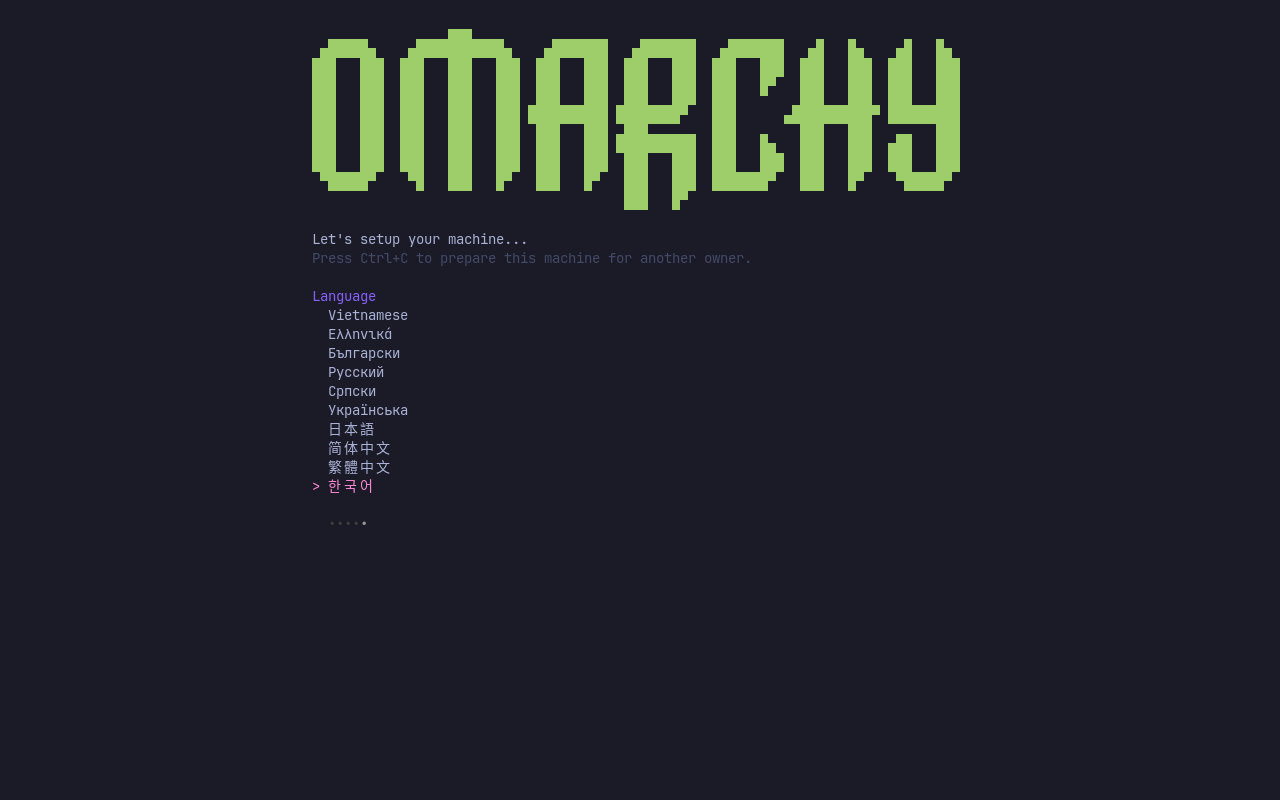 OMARCHY
Let's setup your machine...
Press Ctrl+C to prepare this machine for another owner.
Language
Vietnamese
Ελληνικά
Български
Русский
Српски
Українська
日本語
简体中文
繁體中文
> 한국어
•••••